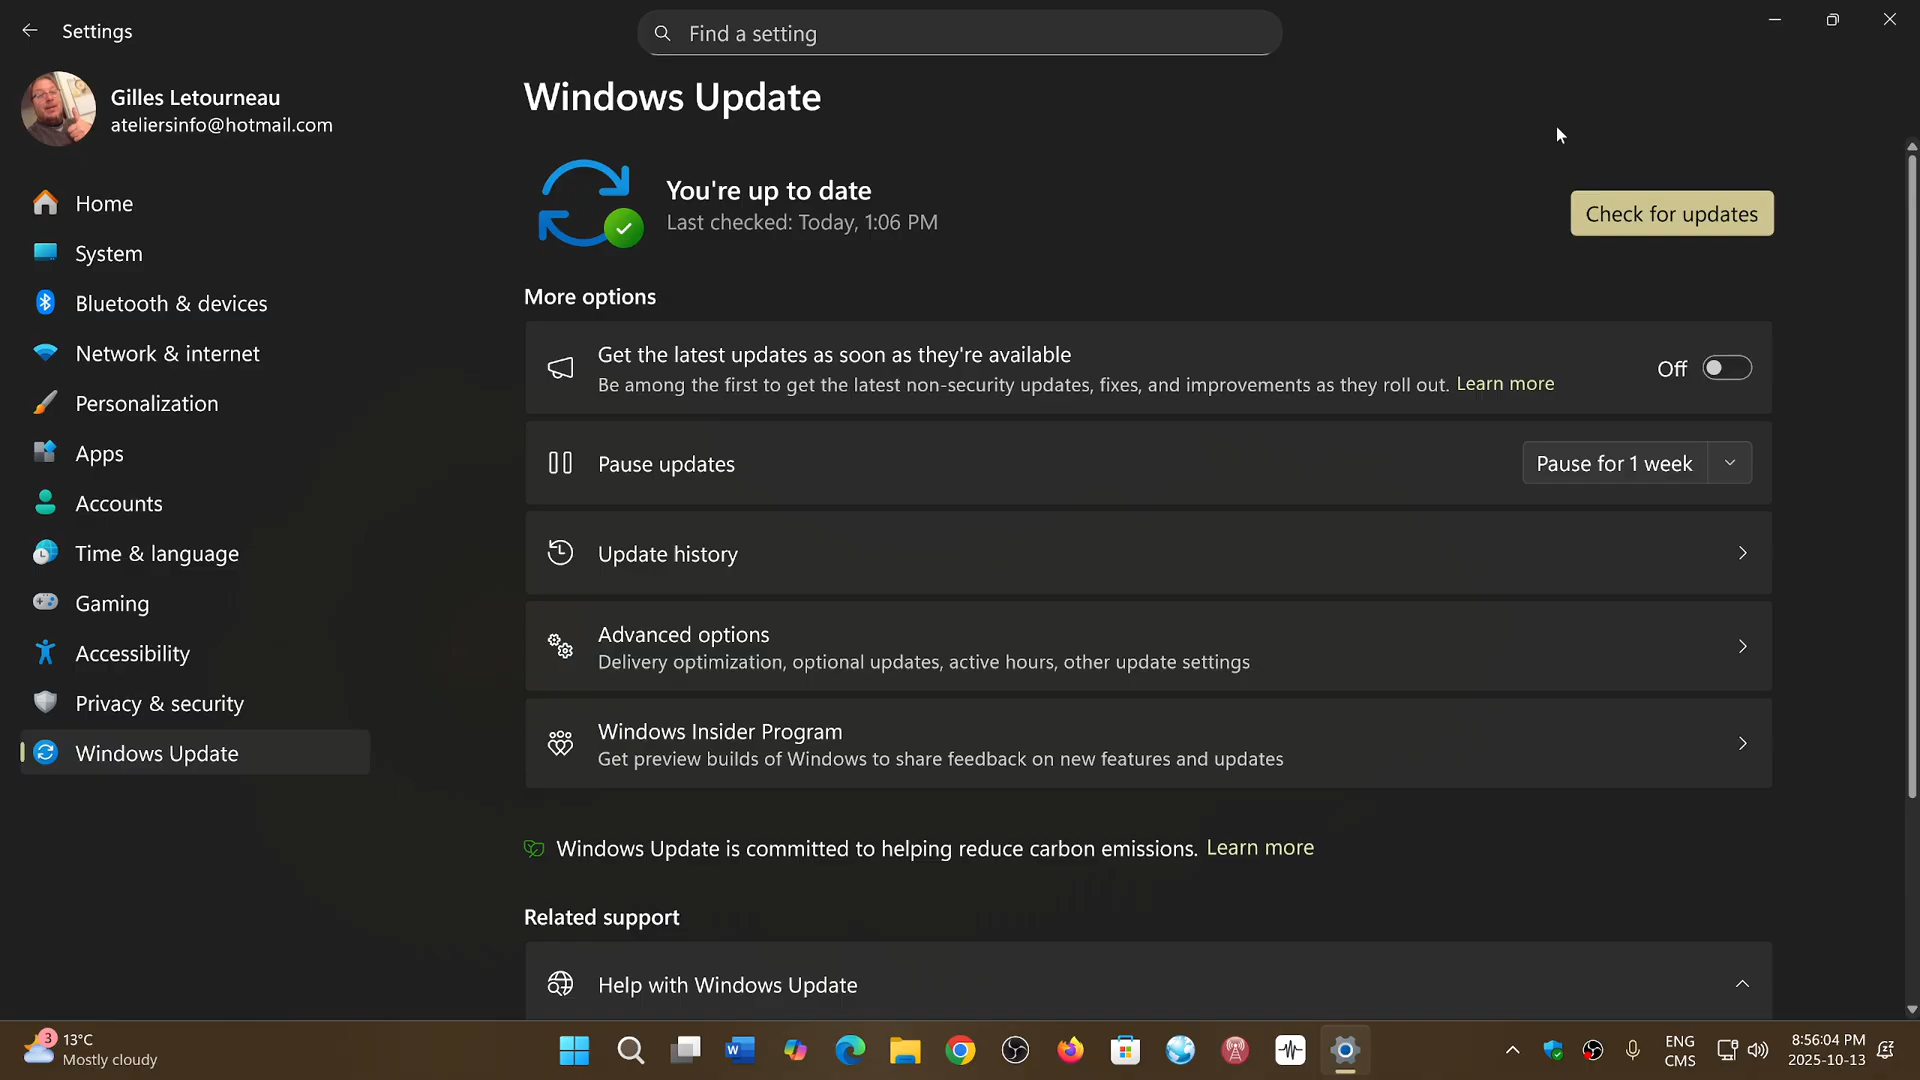 Settings
Find a setting
Gilles Letourneau
ateliersinfo@hotmail.com
Home
System
Bluetooth & devices
Network & internet
Personalization
Apps
Accounts
Time & language
Gaming
Accessibility
Privacy & security
Windows Update
Windows Update
You're up to date
Last checked: Today, 1:06 PM
Check for updates
More options
Get the latest updates as soon as they're available
Be among the first to get the latest non-security updates, fixes, and improvements as they roll out. Learn more
Off
Pause updates
Pause for 1 week
Update history
Advanced options
Delivery optimization, optional updates, active hours, other update settings
Windows Insider Program
Get preview builds of Windows to share feedback on new features and updates
Windows Update is committed to helping reduce carbon emissions. Learn more
Related support
Help with Windows Update
3
13°C
Mostly cloudy
W
ENG
CMS
8:56:04 PM
2025-10-13